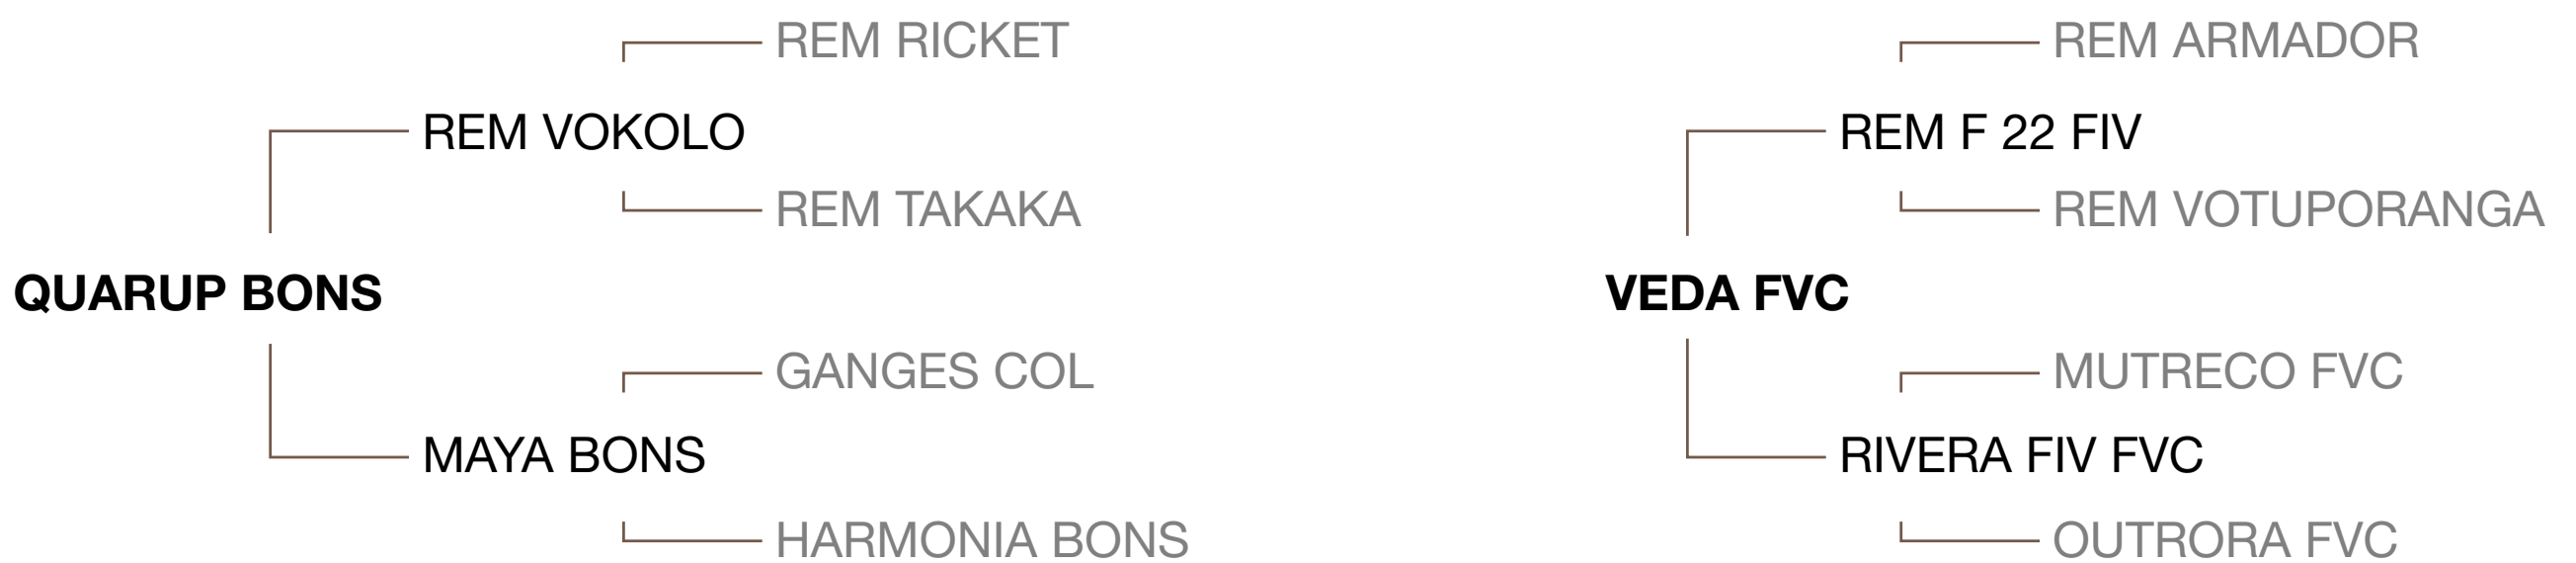 REM RICKET
REM VOKOLO
REM TAKAKA
QUARUP BONS
GANGES COL
MAYA BONS
HARMONIA BONS
REM ARMADOR
REM F 22 FIV
REM VOTUPORANGA
VEDA FVC
MUTRECO FVC
RIVERA FIV FVC
OUTRORA FVC